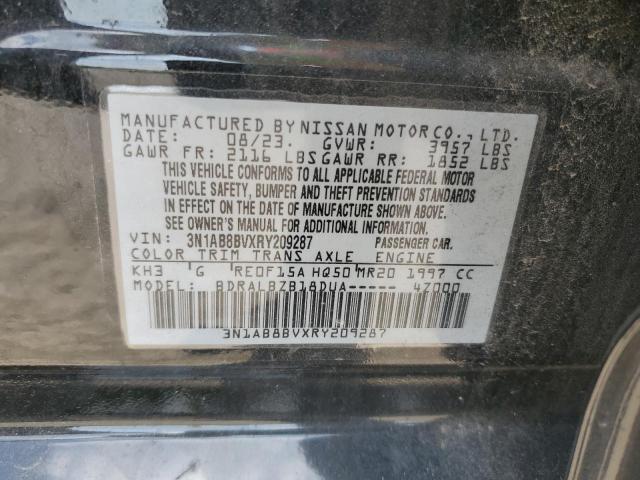 MANUFACTURED BY NISSAN MOTOR CO., LTD.
DATE: 08/23. GVWR: 3957 LBS
GAWR FR: 2116 LBS GAWR RR: 1852 LBS
THIS VEHICLE CONFORMS TO ALL APPLICABLE FEDERAL MOTOR
VEHICLE SAFETY, BUMPER AND THEFT PREVENTION STANDARDS
IN EFFECT ON THE DATE OF MANUFACTURE SHOWN ABOVE.
SEE OWNER'S MANUAL FOR ADDITIONAL INFORMATION.
VIN: 3N1AB8BVXRY209287 PASSENGER CAR.
COLOR TRIM TRANS AXLE ENGINE
KH3 G RE0F15A HQ50 MR20 1997 CC
MODEL: BDRALBZB18DUA----- 4Z000
3N1AB8BVXRY209287